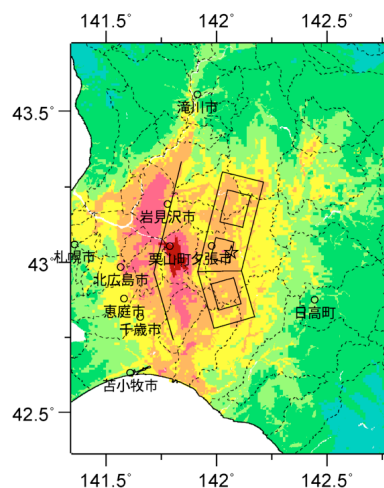 141.5˚ 142˚ 142.5˚
43.5˚
滝川市
岩見沢市
札幌市
栗山町
夕張市
43˚
北広島市
恵庭市
千歳市
日高町
苫小牧市
42.5˚
141.5˚ 142˚ 142.5˚